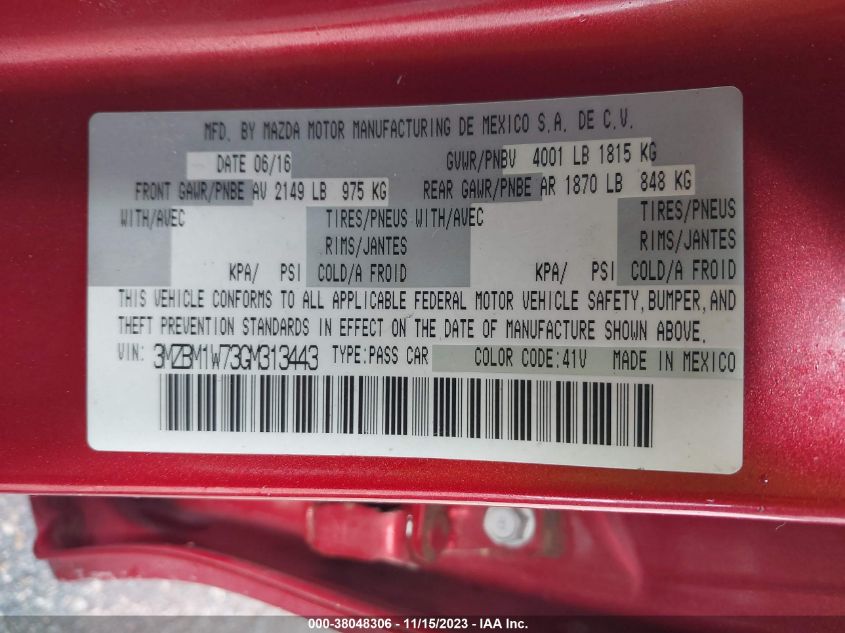 MFD. BY MAZDA MOTOR MANUFACTURING DE MEXICO S.A. DE C.V.
DATE 06/16 GVWR/PNBV 4001 LB 1815 KG
FRONT GAWR/PNBE AV 2149 LB 975 KG REAR GAWR/PNBE AR 1870 LB 848 KG
WITH/AVEC TIRES/PNEUS WITH/AVEC TIRES/PNEUS
RIMS/JANTES RIMS/JANTES
KPA/ PSI COLD/A FROID KPA/ PSI COLD/A FROID
THIS VEHICLE CONFORMS TO ALL APPLICABLE FEDERAL MOTOR VEHICLE SAFETY, BUMPER, AND
THEFT PREVENTION STANDARDS IN EFFECT ON THE DATE OF MANUFACTURE SHOWN ABOVE.
VIN: 3MZBM1W73GM313443 TYPE:PASS CAR COLOR CODE:41V MADE IN MEXICO
000-38048306 - 11/15/2023 - IAA Inc.